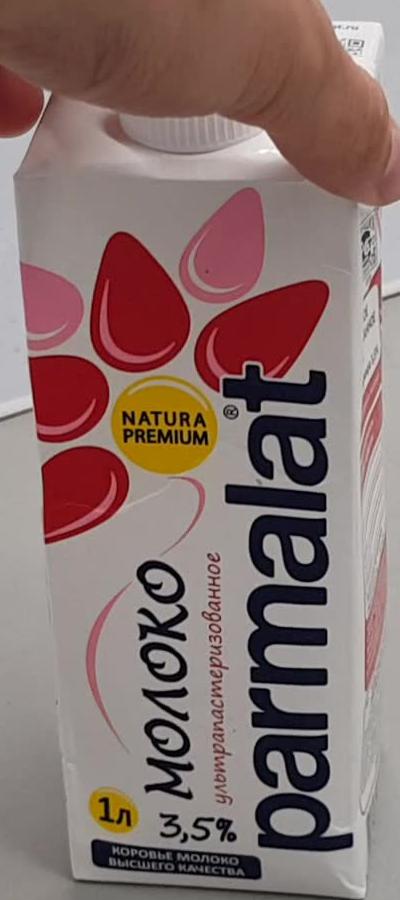 NATURA
PREMIUM
parmalat®
МОЛОКО
ультрапастеризованное
3,5%
1л
КОРОВЬЕ МОЛОКО
ВЫСШЕГО КАЧЕСТВА